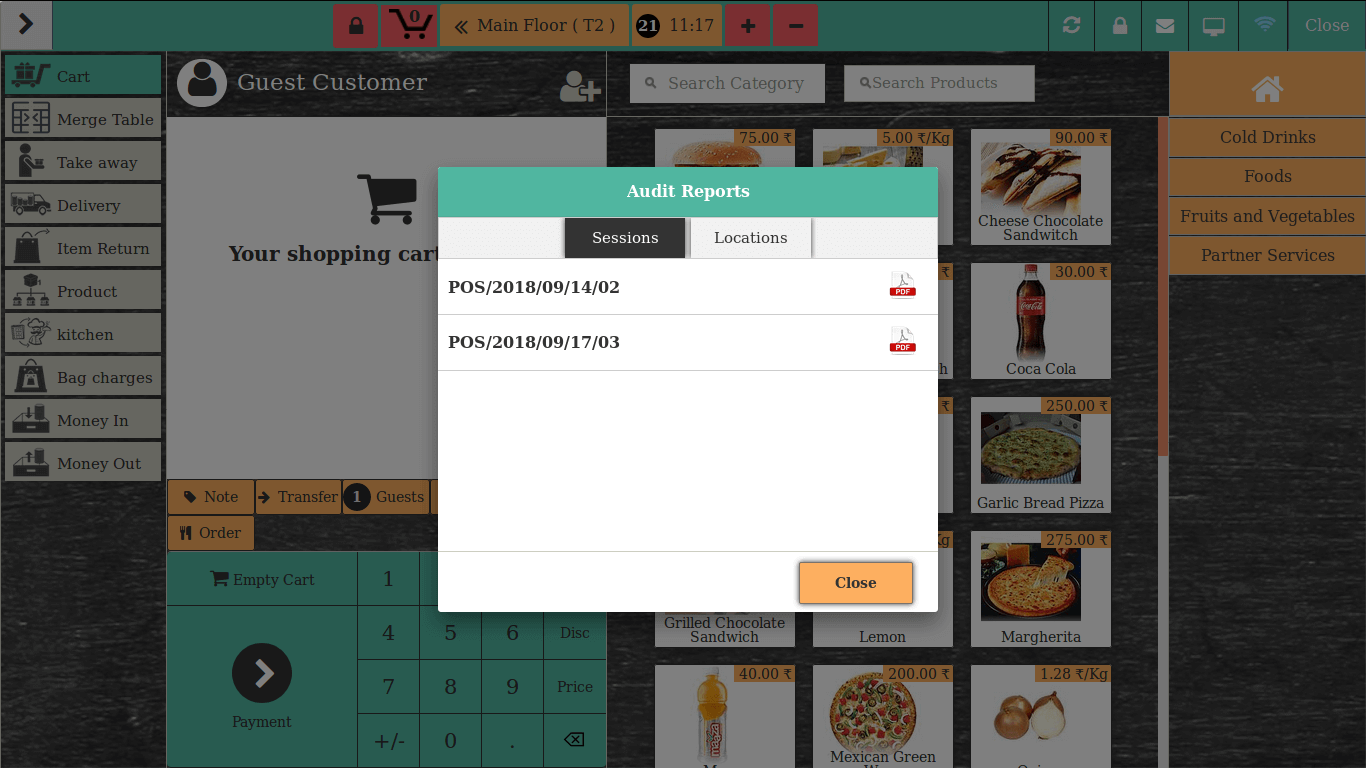 0
Main Floor ( T2 )
21 11:17
Close
Cart
Merge Table
Take away
Delivery
Item Return
Product
kitchen
Bag charges
Money In
Money Out
Guest Customer
Your shopping cart
Note
Transfer
1 Guests
Order
Empty Cart
Payment
1
4
5
6
Disc
7
8
9
Price
+/-
0
.
Search Category
Search Products
75.00 ₹
5.00 ₹/Kg
90.00 ₹
Cheese Chocolate
Sandwitch
₹
h
30.00 ₹
Coca Cola
₹
250.00 ₹
Garlic Bread Pizza
Kg
275.00 ₹
Grilled Chocolate
Sandwich
Lemon
Margherita
40.00 ₹
200.00 ₹
1.28 ₹/Kg
Mexican Green
Cold Drinks
Foods
Fruits and Vegetables
Partner Services
Audit Reports
Sessions
Locations
POS/2018/09/14/02
PDF
POS/2018/09/17/03
PDF
Close